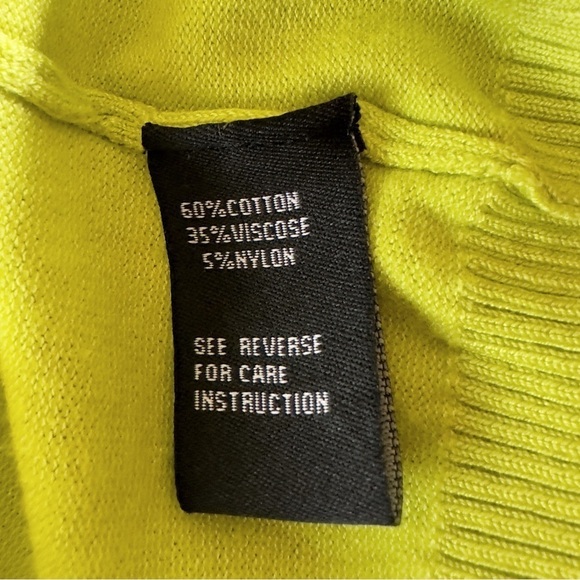 60%COTTON
35%VISCOSE
5%NYLON
SEE REVERSE
FOR CARE
INSTRUCTION